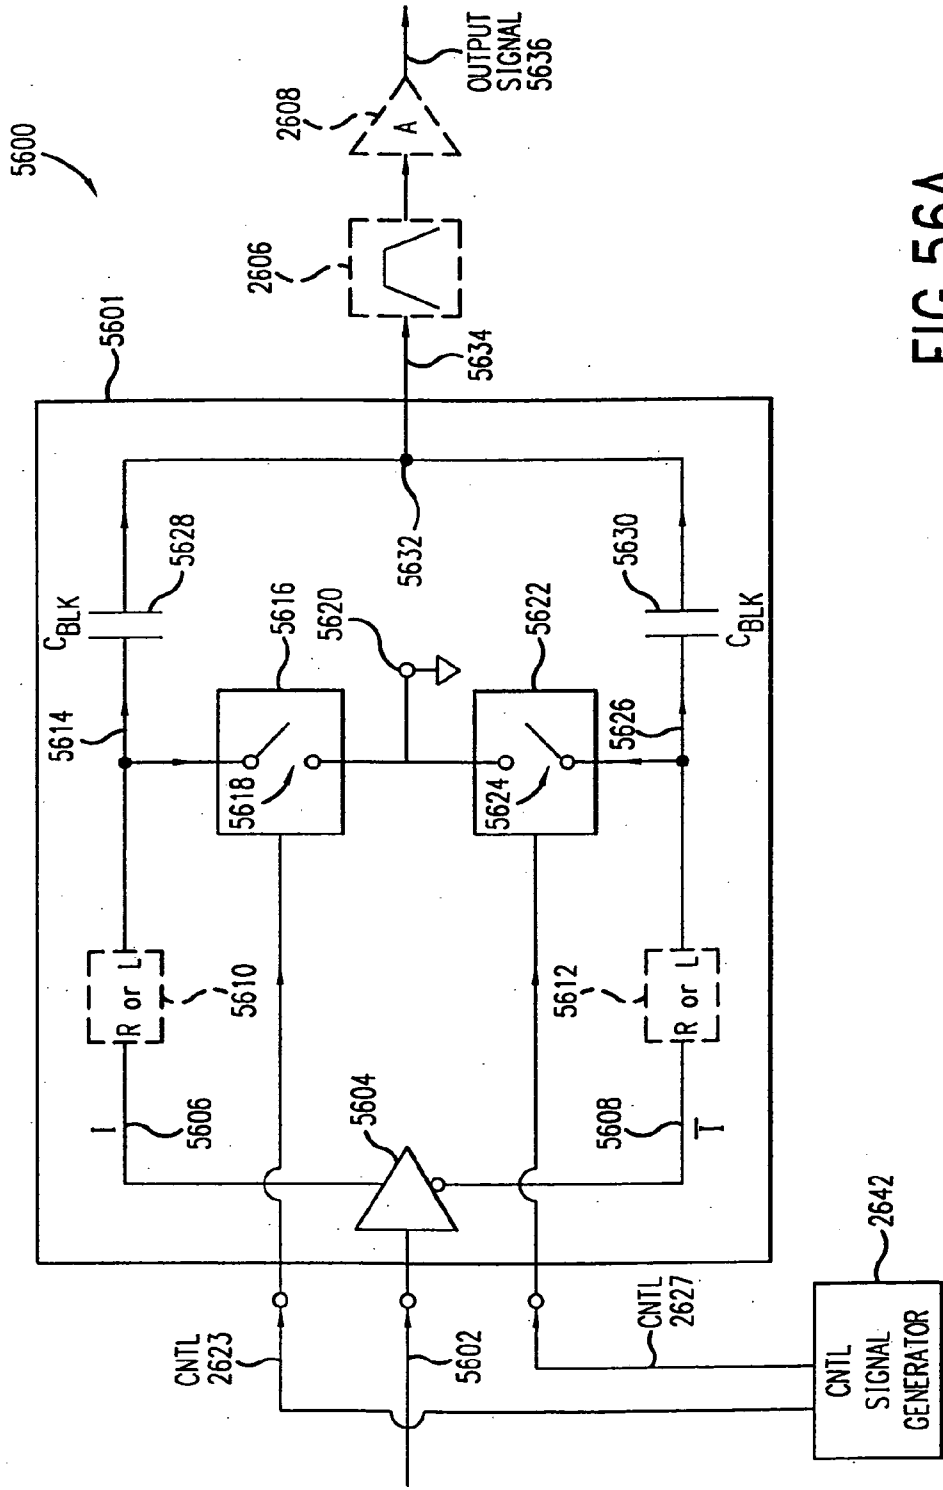 5600
5601
I
5606
R or L
5610
5614
C_BLK
5628
CNTL
2623
5602
5604
5618
5616
5620
5632
5634
2606
A
2608
OUTPUT
SIGNAL
5636
CNTL
2627
5624
5622
5608
I̅
R or L
5612
5626
C_BLK
5630
CNTL
SIGNAL
GENERATOR
2642
FIG.56A